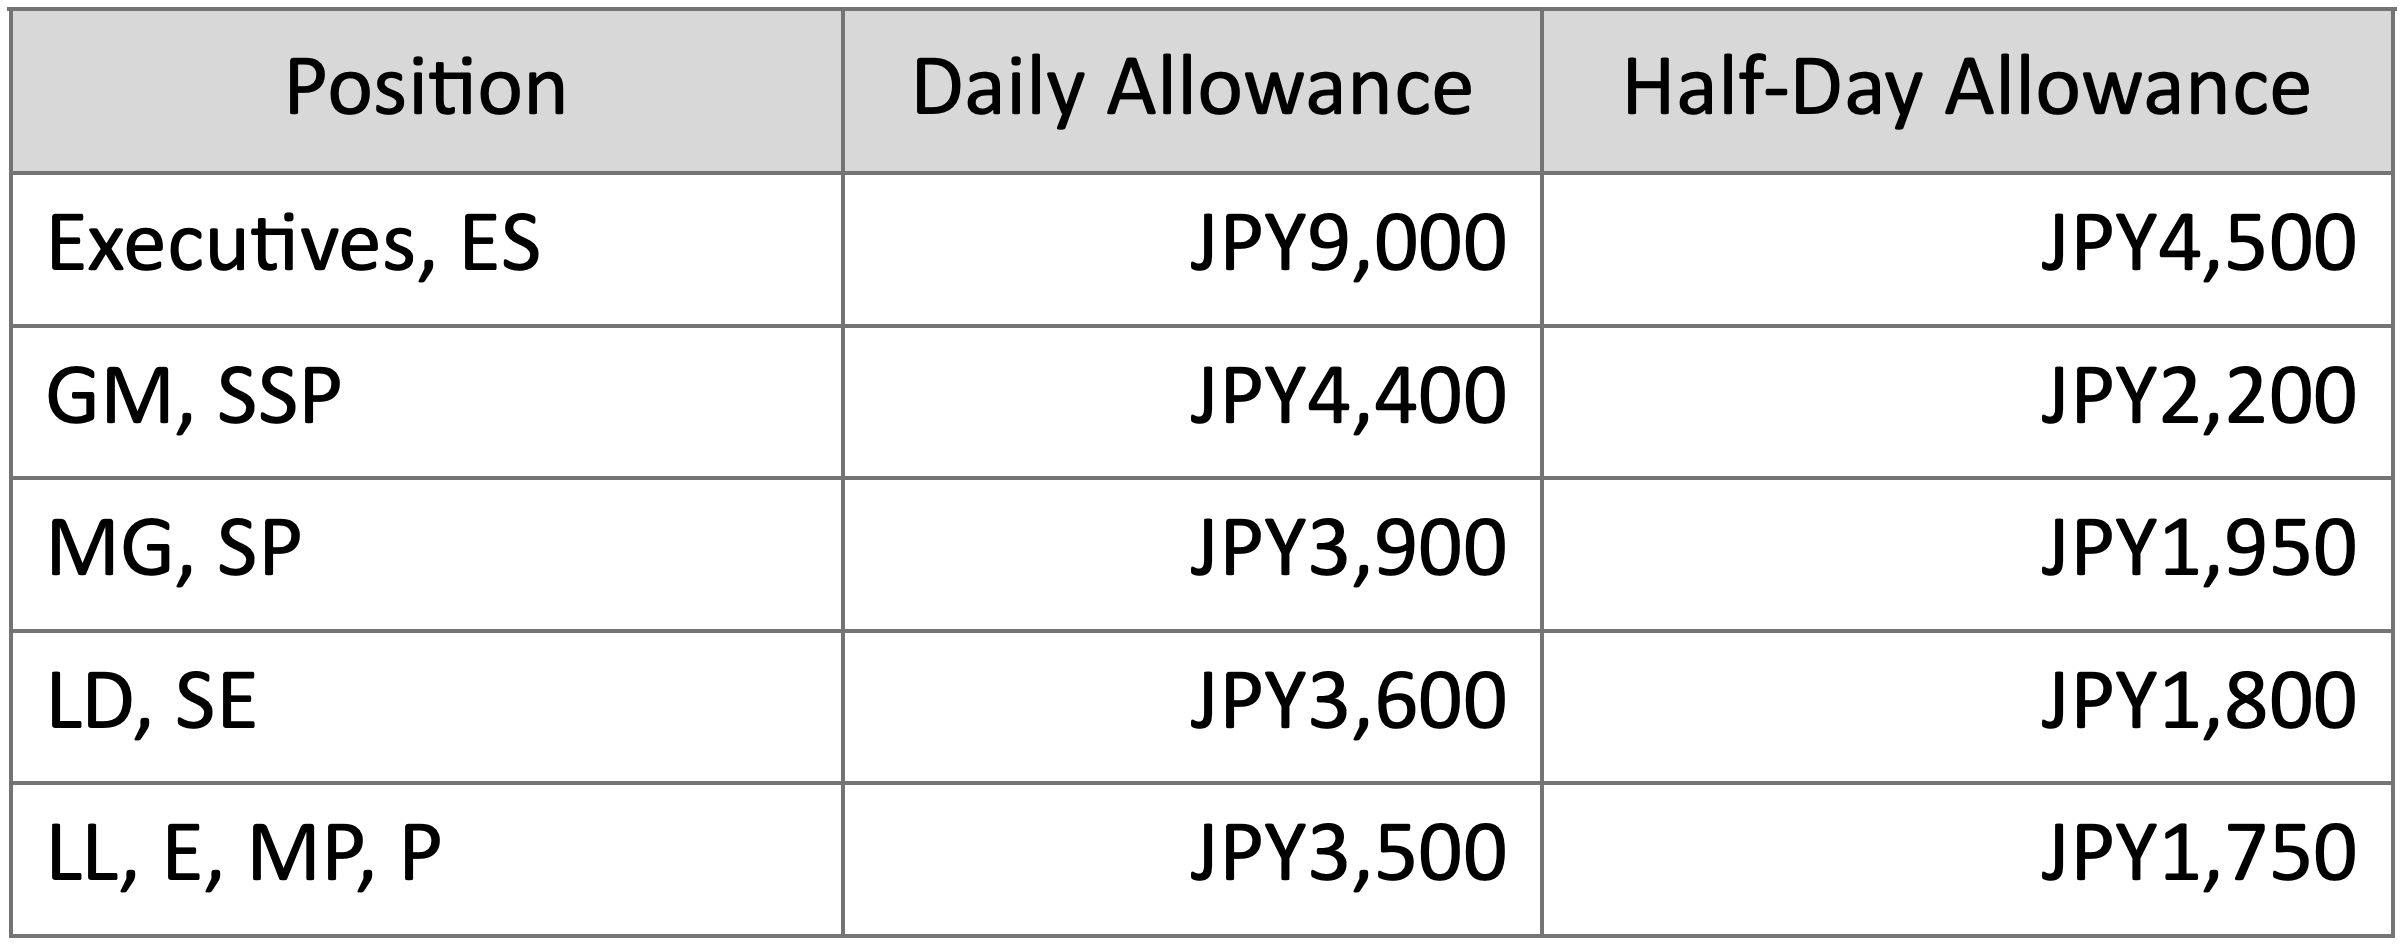 Position Daily Allowance Half-Day Allowance
Executives, ES JPY9,000 JPY4,500
GM, SSP JPY4,400 JPY2,200
MG, SP JPY3,900 JPY1,950
LD, SE JPY3,600 JPY1,800
LL, E, MP, P JPY3,500 JPY1,750